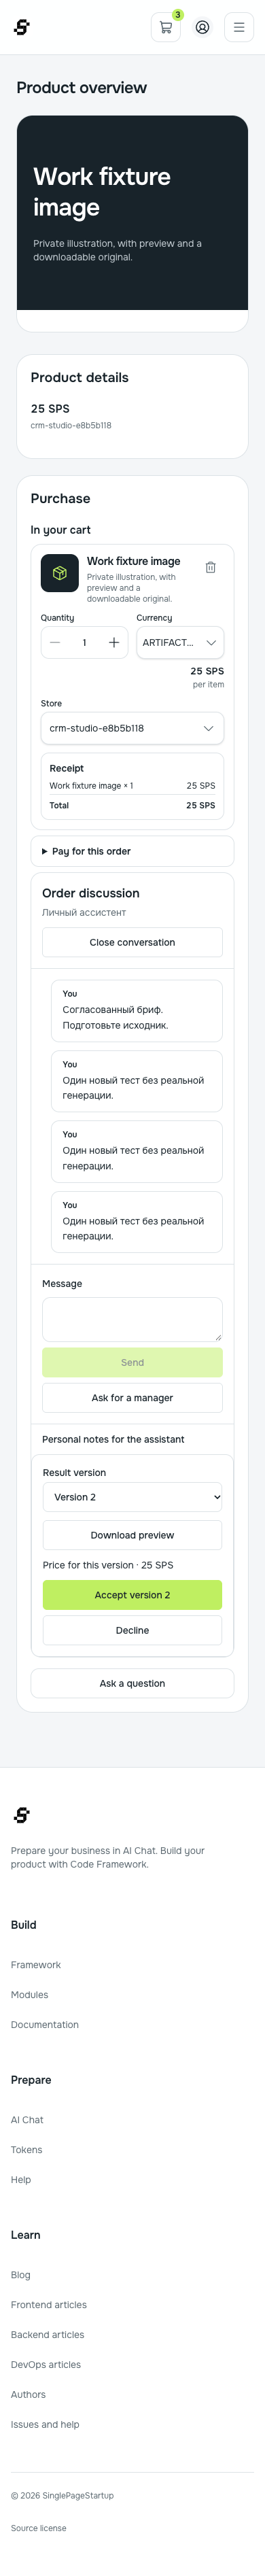 3
Product overview
Work fixture
image
Private illustration, with preview and a
downloadable original.
Product details
25 SPS
crm-studio-e8b5b118
Purchase
In your cart
Work fixture image
Private illustration, with
preview and a
downloadable original.
Quantity
Currency
1
ARTIFACT...
25 SPS
per item
Store
crm-studio-e8b5b118
Receipt
Work fixture image × 1
25 SPS
Total
25 SPS
Pay for this order
Order discussion
Личный ассистент
Close conversation
You
Согласованный бриф.
Подготовьте исходник.
You
Один новый тест без реальной
генерации.
You
Один новый тест без реальной
генерации.
You
Один новый тест без реальной
генерации.
Message
Send
Ask for a manager
Personal notes for the assistant
Result version
Version 2
Download preview
Price for this version · 25 SPS
Accept version 2
Decline
Ask a question
Prepare your business in AI Chat. Build your
product with Code Framework.
Build
Framework
Modules
Documentation
Prepare
AI Chat
Tokens
Help
Learn
Blog
Frontend articles
Backend articles
DevOps articles
Authors
Issues and help
© 2026 SinglePageStartup
Source license